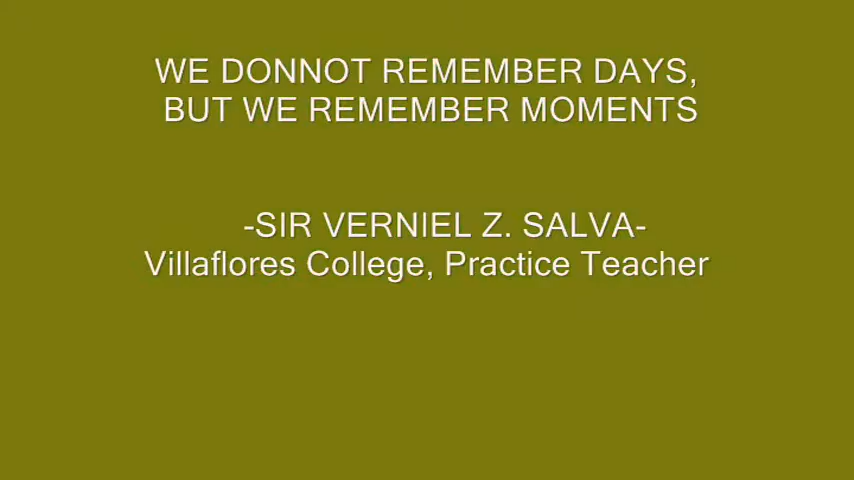 WE DONNOT REMEMBER DAYS,
BUT WE REMEMBER MOMENTS
-SIR VERNIEL Z. SALVA-
Villaflores College, Practice Teacher